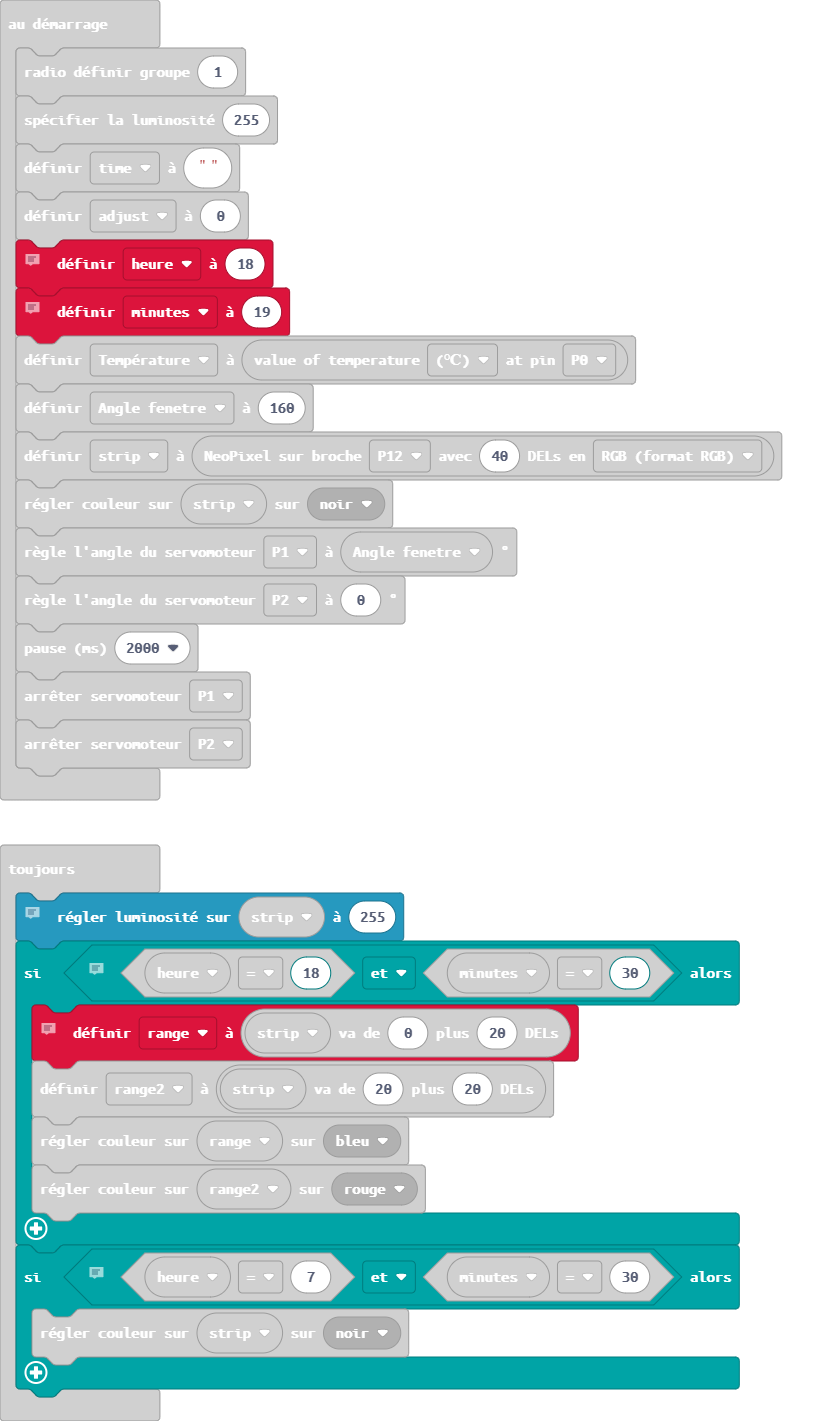 au démarrage
radio définir groupe 1
spécifier la luminosité 255
définir time à " "
définir adjust à 0
définir heure à 18
définir minutes à 19
définir Température à value of temperature (℃) at pin P0
définir Angle fenetre à 160
définir strip à NeoPixel sur broche P12 avec 40 DELs en RGB (format RGB)
régler couleur sur strip sur noir
règle l'angle du servomoteur P1 à Angle fenetre °
règle l'angle du servomoteur P2 à 0 °
pause (ms) 2000
arrêter servomoteur P1
arrêter servomoteur P2
toujours
régler luminosité sur strip à 255
si heure = 18 et minutes = 30 alors
définir range à strip va de 0 plus 20 DELs
définir range2 à strip va de 20 plus 20 DELs
régler couleur sur range sur bleu
régler couleur sur range2 sur rouge
si heure = 7 et minutes = 30 alors
régler couleur sur strip sur noir